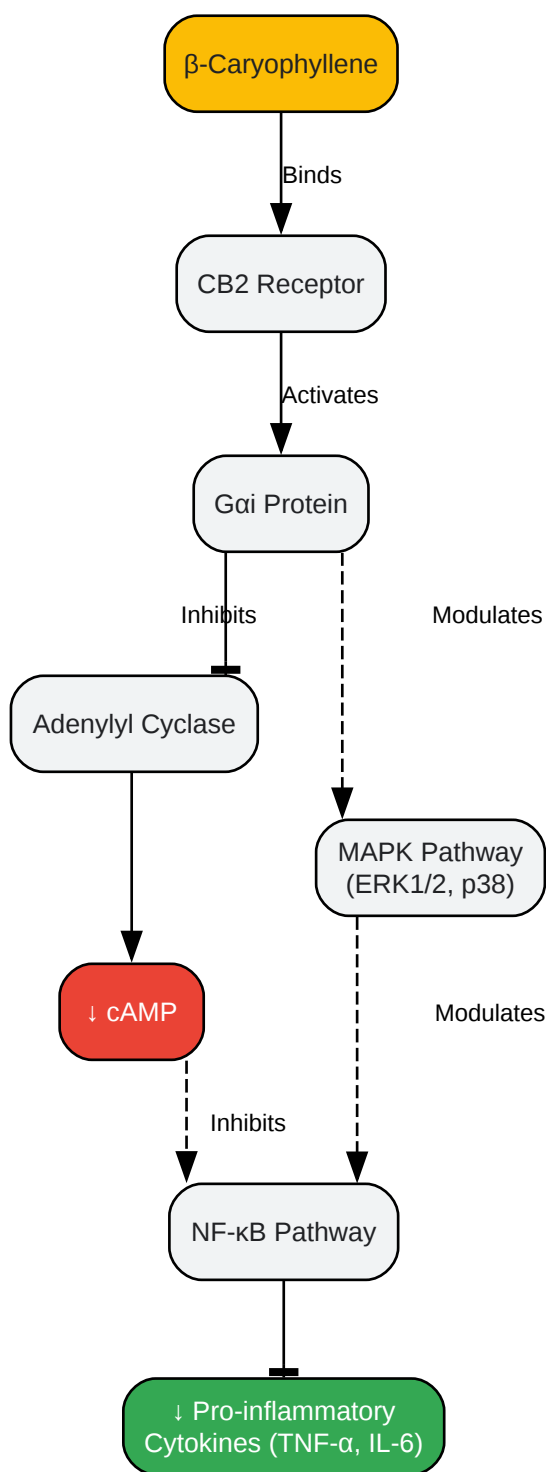 β-Caryophyllene
Binds
CB2 Receptor
Activates
Gαi Protein
Inhibits
Modulates
Adenylyl Cyclase
MAPK Pathway
(ERK1/2, p38)
↓ cAMP
Modulates
Inhibits
NF-κB Pathway
↓ Pro-inflammatory
Cytokines (TNF-α, IL-6)